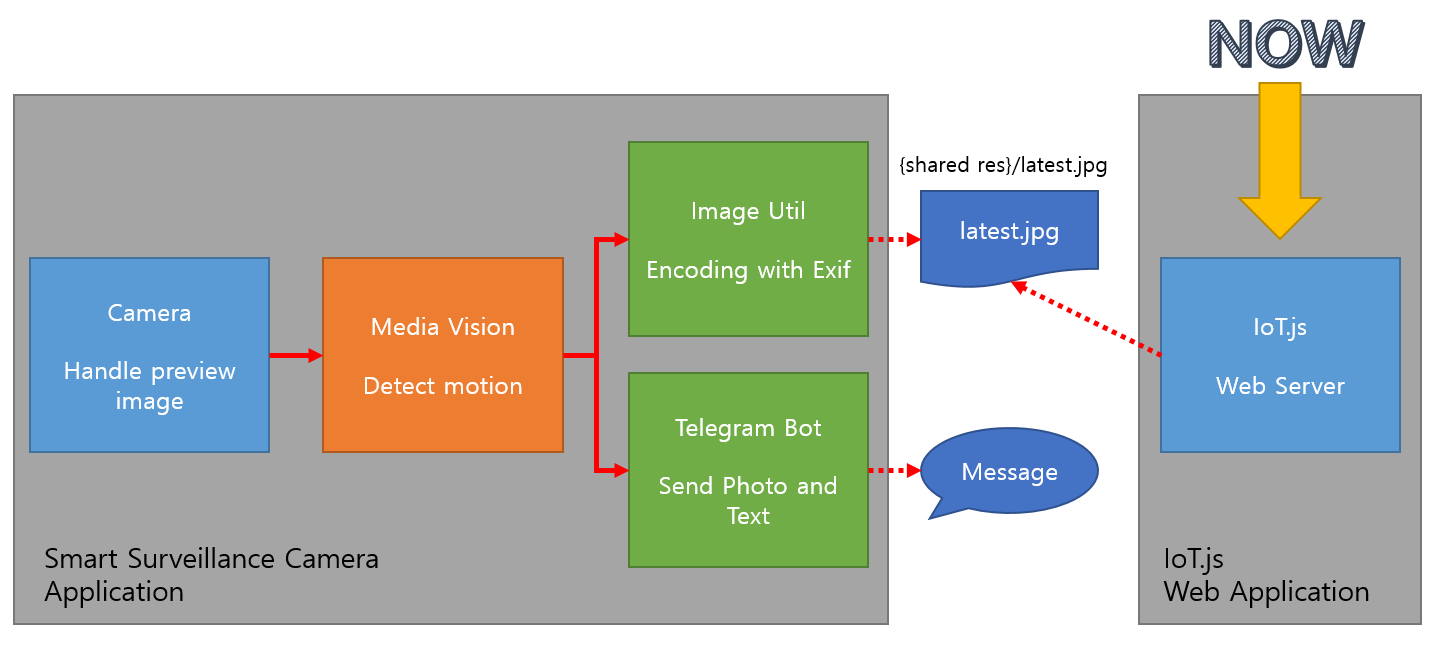 NOW
{shared res}/latest.jpg
Image Util
Encoding with Exif
latest.jpg
Camera
Handle preview
image
Media Vision
Detect motion
IoT.js
Web Server
Telegram Bot
Send Photo and
Text
Message
Smart Surveillance Camera
Application
IoT.js
Web Application